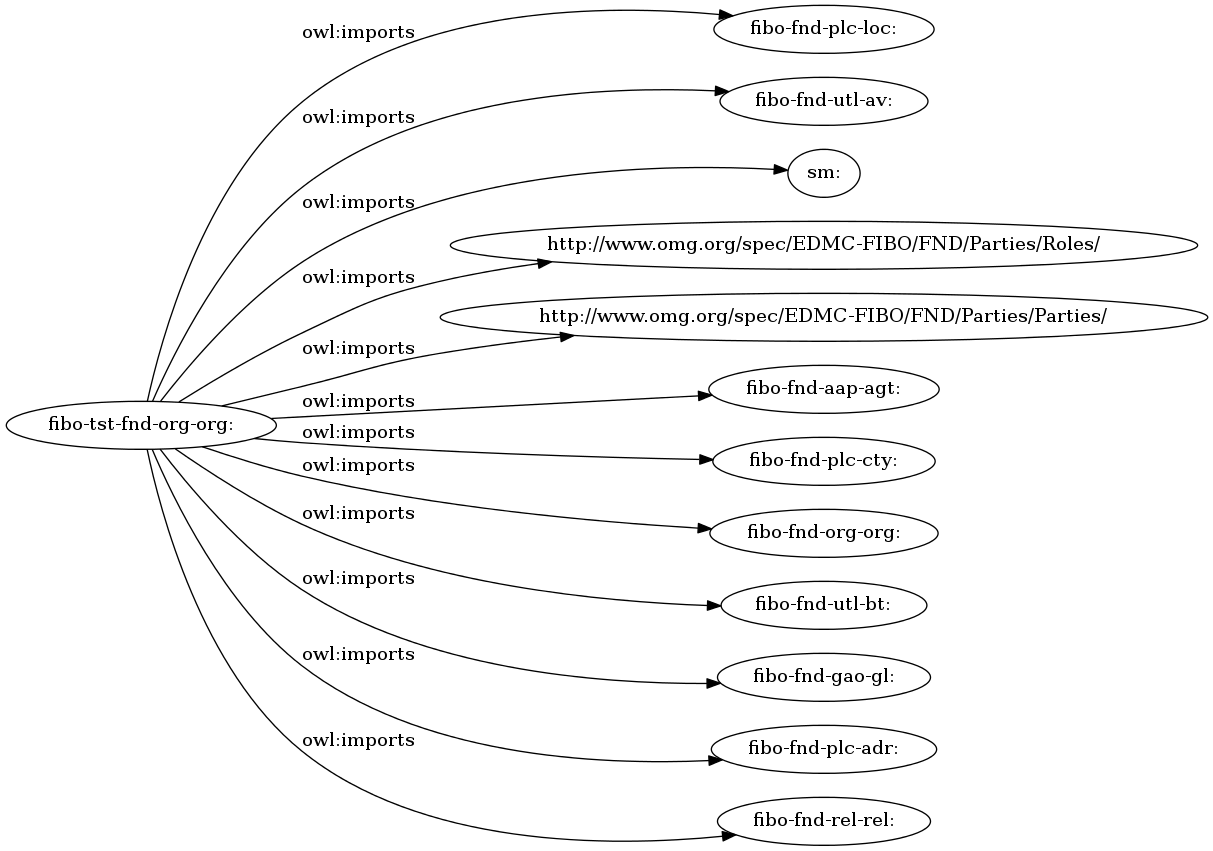 owl:imports
fibo-fnd-plc-loc:
owl:imports
fibo-fnd-utl-av:
owl:imports
sm:
owl:imports
http://www.omg.org/spec/EDMC-FIBO/FND/Parties/Roles/
owl:imports
http://www.omg.org/spec/EDMC-FIBO/FND/Parties/Parties/
owl:imports
fibo-fnd-aap-agt:
fibo-tst-fnd-org-org:
owl:imports
fibo-fnd-plc-cty:
owl:imports
fibo-fnd-org-org:
owl:imports
fibo-fnd-utl-bt:
owl:imports
fibo-fnd-gao-gl:
owl:imports
fibo-fnd-plc-adr:
owl:imports
fibo-fnd-rel-rel: